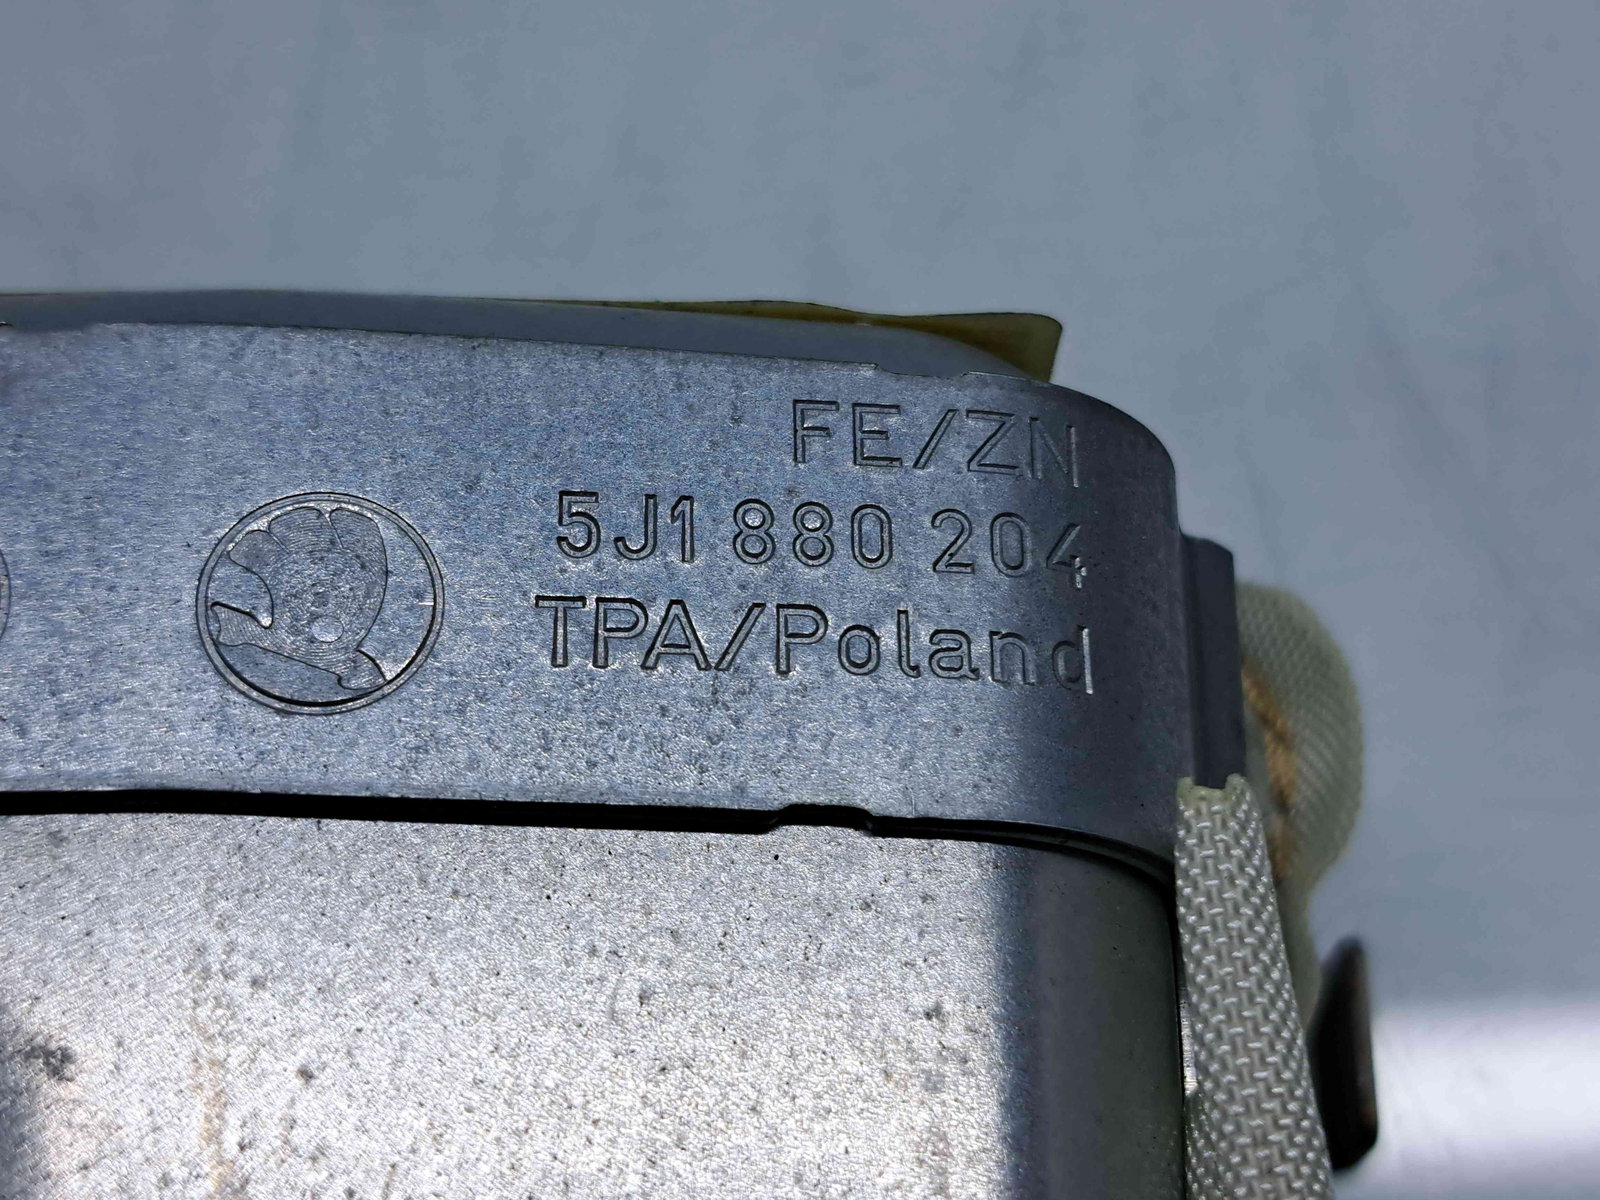 FE/ZN
5J1 880 204
TPA/Poland